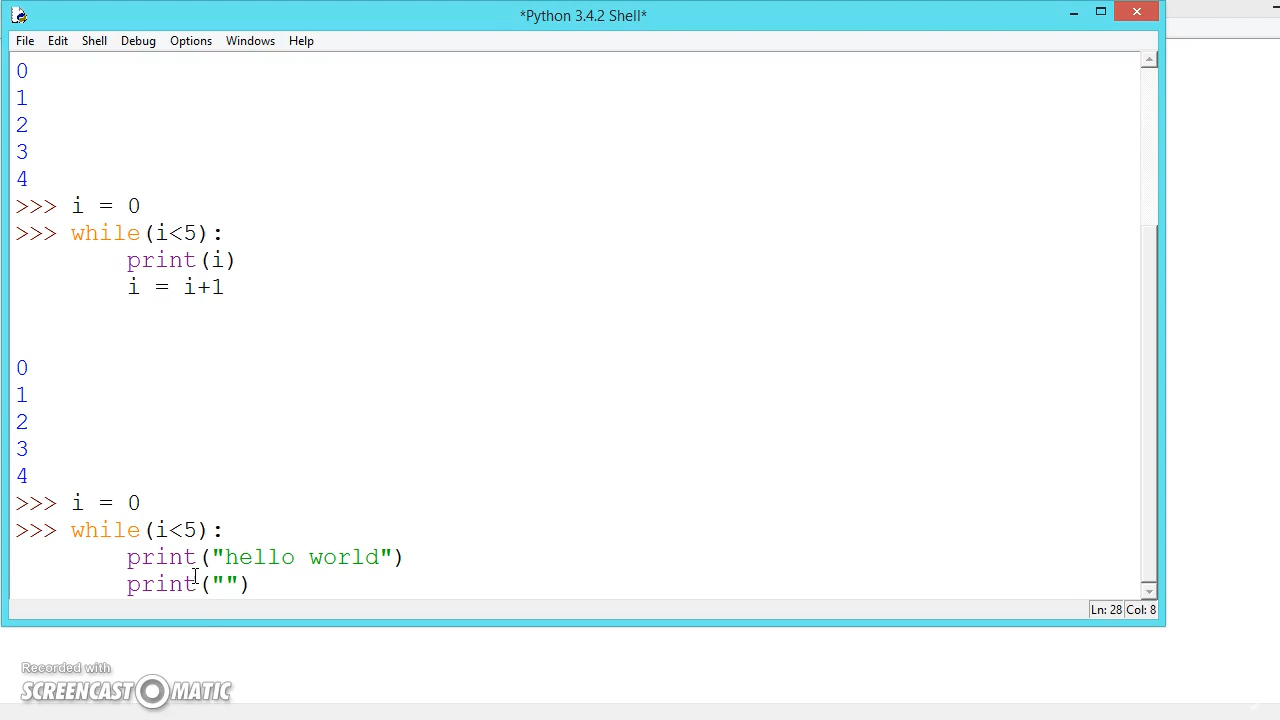 *Python 3.4.2 Shell*
File Edit Shell Debug Options Windows Help
0
1
2
3
4
>>> i = 0
>>> while(i<5):
print(i)
i = i+1
0
1
2
3
4
>>> i = 0
>>> while(i<5):
print("hello world")
print("")
Ln: 28 Col: 8
Recorded with
SCREENCAST-O-MATIC